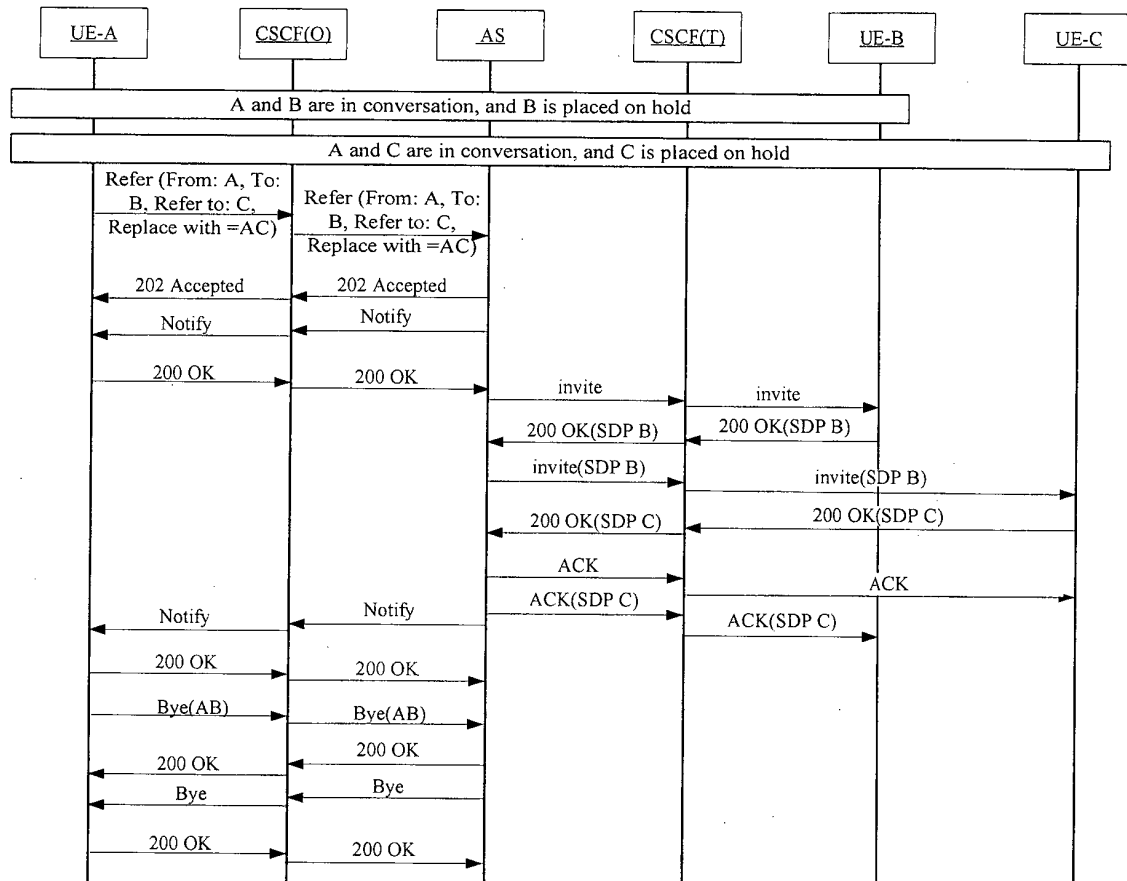 UE-A
CSCF(O)
AS
CSCF(T)
UE-B
UE-C
A and B are in conversation, and B is placed on hold
A and C are in conversation, and C is placed on hold
Refer (From: A, To:
B, Refer to: C,
Replace with =AC)
Refer (From: A, To:
B, Refer to: C,
Replace with =AC)
202 Accepted
202 Accepted
Notify
Notify
200 OK
200 OK
invite
invite
200 OK(SDP B)
200 OK(SDP B)
invite(SDP B)
invite(SDP B)
200 OK(SDP C)
200 OK(SDP C)
ACK
ACK
Notify
Notify
ACK(SDP C)
ACK(SDP C)
200 OK
200 OK
Bye(AB)
Bye(AB)
200 OK
200 OK
Bye
Bye
200 OK
200 OK